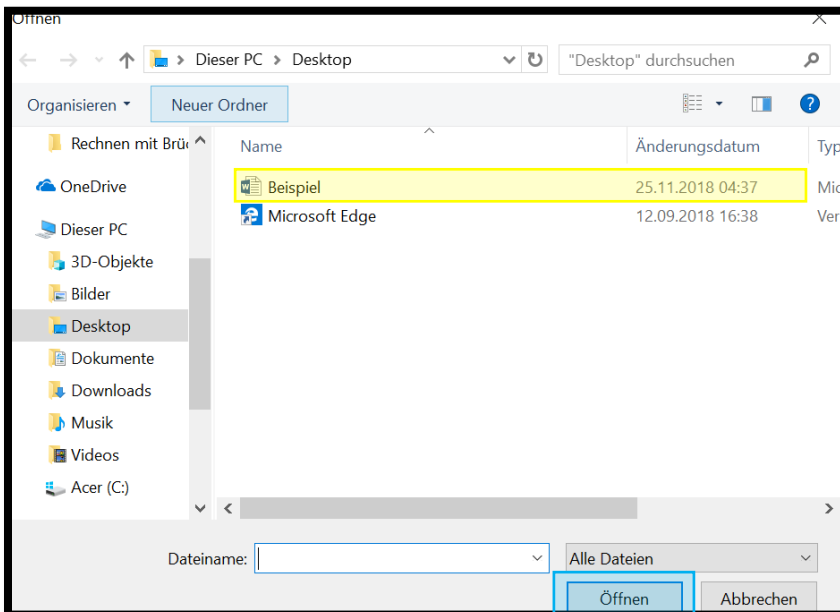 Öffnen
Dieser PC > Desktop
"Desktop" durchsuchen
Organisieren
Neuer Ordner
?
Rechnen mit Brü
OneDrive
Dieser PC
3D-Objekte
Bilder
Desktop
Dokumente
Downloads
Musik
Videos
Acer (C:)
Name Änderungsdatum Typ
Beispiel 25.11.2018 04:37 Mic
Microsoft Edge 12.09.2018 16:38 Ver
Dateiname:
Alle Dateien
Öffnen
Abbrechen